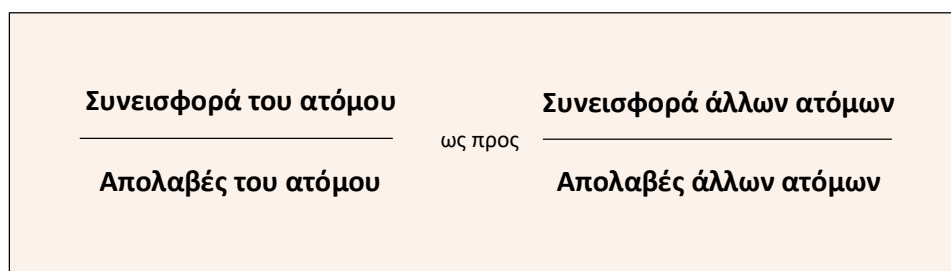 Συνεισφορά του ατόμου
Απολαβές του ατόμου
ως προς
Συνεισφορά άλλων ατόμων
Απολαβές άλλων ατόμων